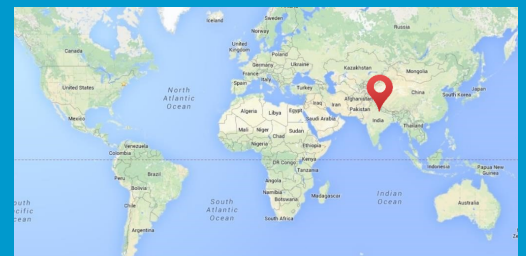 Iceland
Sweden
Norway
Russia
Canada
United
Kingdom
Poland
Germany
Ukraine
Kazakhstan
Mongolia
France
Italy
Spain
Turkey
United States
North
Atlantic
Ocean
Afghanistan
China
South Korea
Japan
Iraq
Iran
Pakistan
Algeria
Libya
Egypt
Saudi Arabia
India
Thailand
Mexico
Mali
Niger
Chad
Sudan
Nigeria
Ethiopia
Venezuela
Colombia
DR Congo
Kenya
Tanzania
Indonesia
Papua New
Guinea
Peru
Brazil
Bolivia
Angola
Namibia
Botswana
Madagascar
Indian
Ocean
Chile
South
Atlantic
Ocean
Australia
South Africa
Argentina